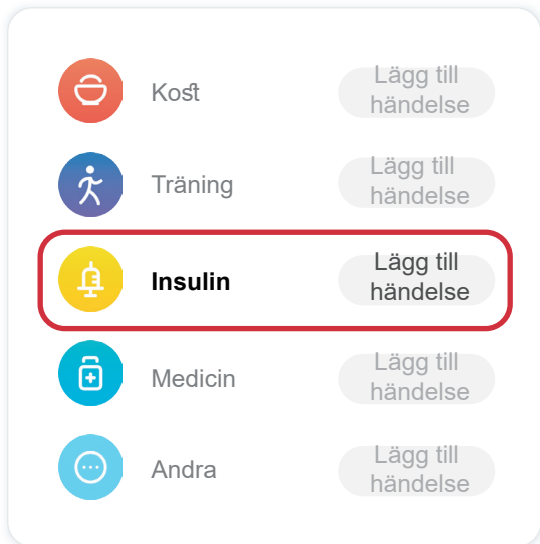 Kost
Lägg till
händelse
Träning
Lägg till
händelse
Insulin
Lägg till
händelse
Medicin
Lägg till
händelse
Andra
Lägg till
händelse